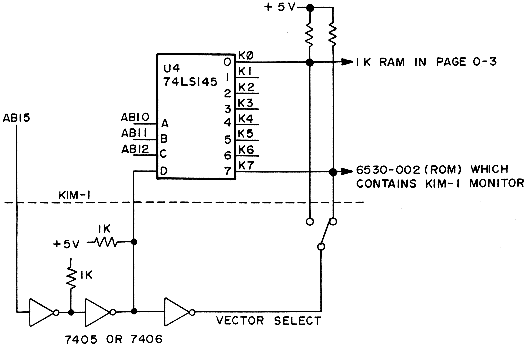 +5V
U4
74LS145
0 K0
1 K1
2 K2
3 K3
4 K4
5 K5
6 K6
7 K7
1K RAM IN PAGE 0-3
AB15
AB10 A
AB11 B
AB12 C
D
6530-002 (ROM) WHICH
CONTAINS KIM-1 MONITOR
KIM-1
1K
+5V
1K
VECTOR SELECT
7405 OR 7406